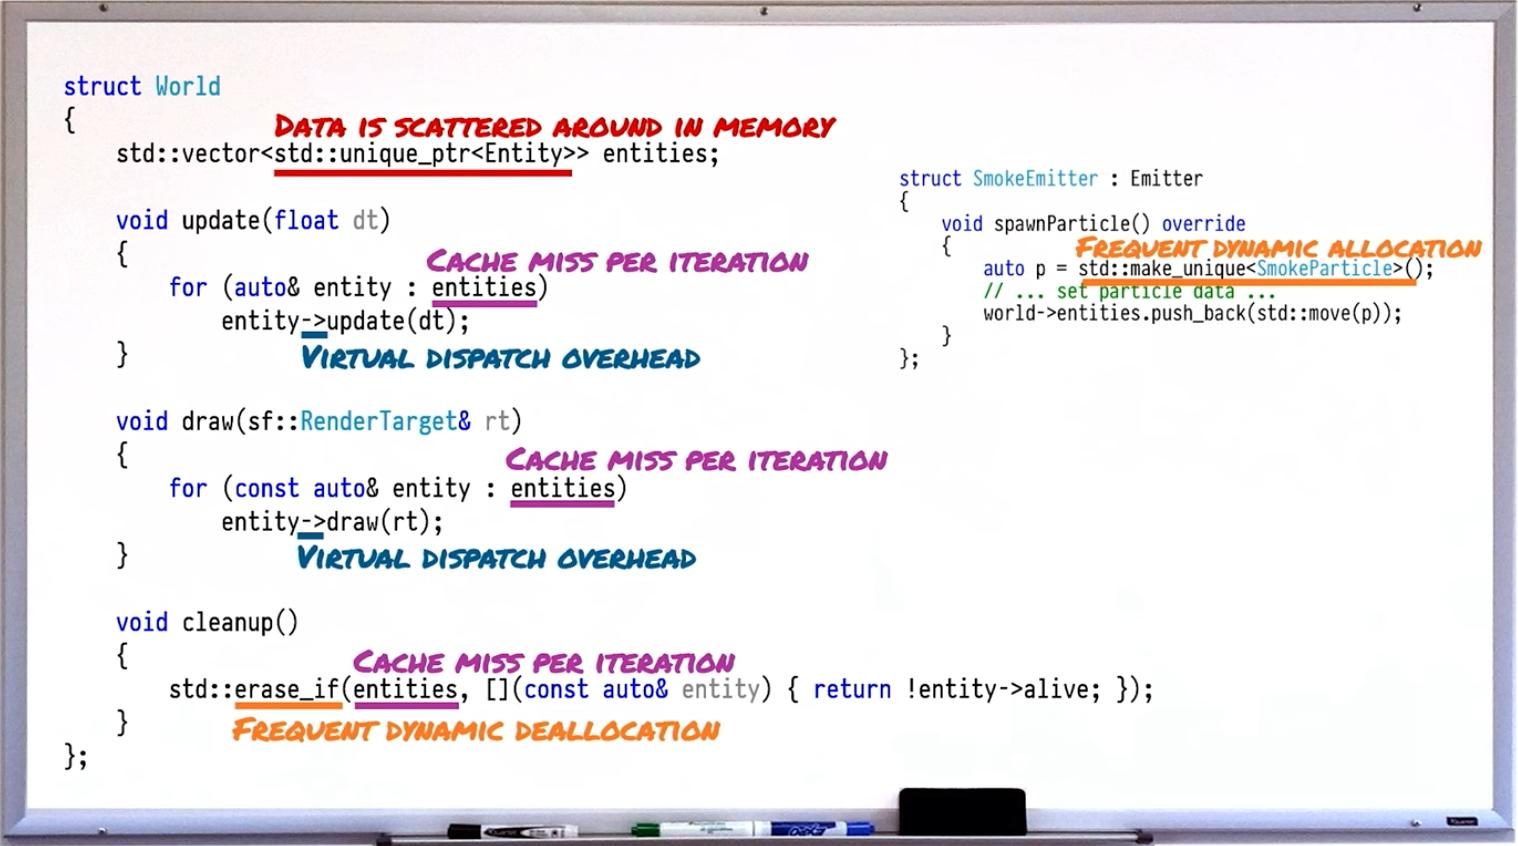 struct World
{
DATA IS SCATTERED AROUND IN MEMORY
std::vector<std::unique_ptr<Entity>> entities;
void update(float dt)
{
CACHE MISS PER ITERATION
for (auto& entity : entities)
entity->update(dt);
}
VIRTUAL DISPATCH OVERHEAD
void draw(sf::RenderTarget& rt)
{
CACHE MISS PER ITERATION
for (const auto& entity : entities)
entity->draw(rt);
}
VIRTUAL DISPATCH OVERHEAD
void cleanup()
{
CACHE MISS PER ITERATION
std::erase_if(entities, [](const auto& entity) { return !entity->alive; });
}
FREQUENT DYNAMIC DEALLOCATION
};
struct SmokeEmitter : Emitter
{
void spawnParticle() override
{
FREQUENT DYNAMIC ALLOCATION
auto p = std::make_unique<SmokeParticle>();
// ... set particle data ...
world->entities.push_back(std::move(p));
}
};